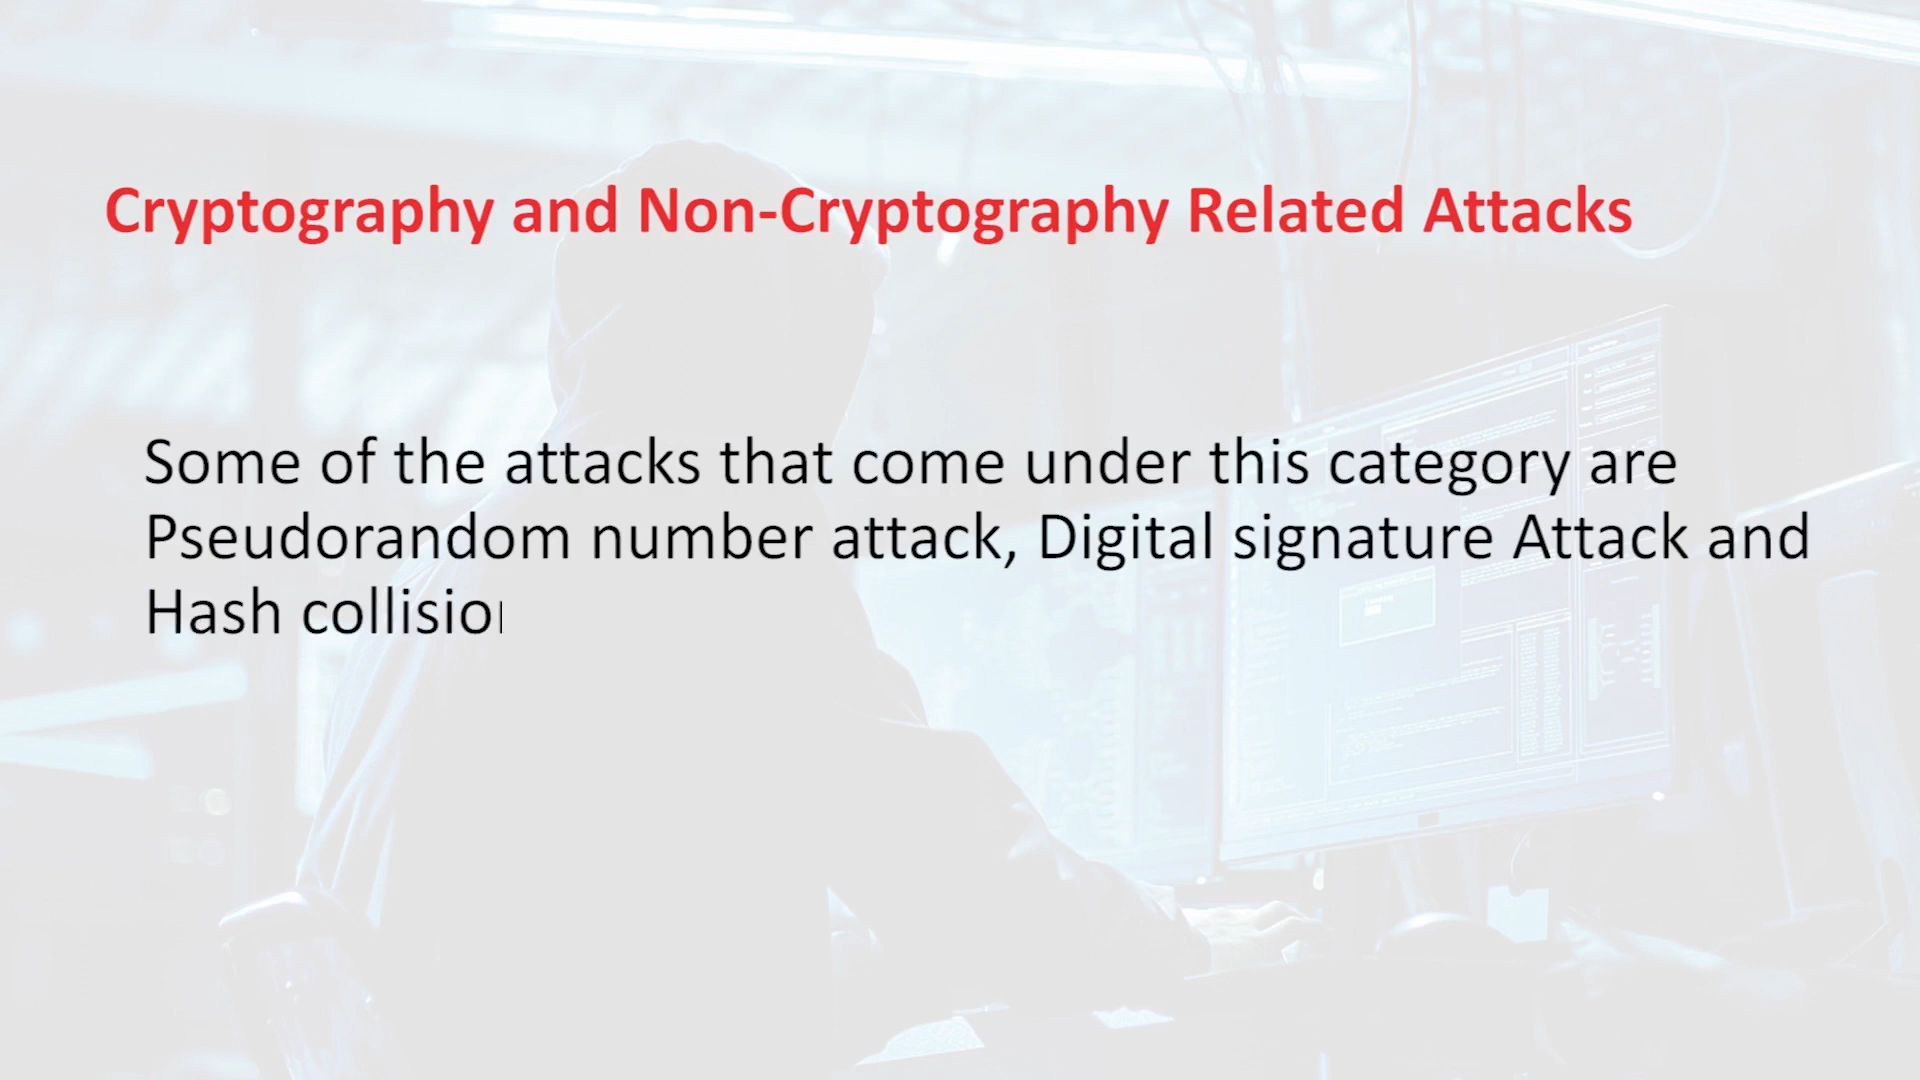 Cryptography and Non-Cryptography Related Attacks
Some of the attacks that come under this category are
Pseudorandom number attack, Digital signature Attack and
Hash collisio